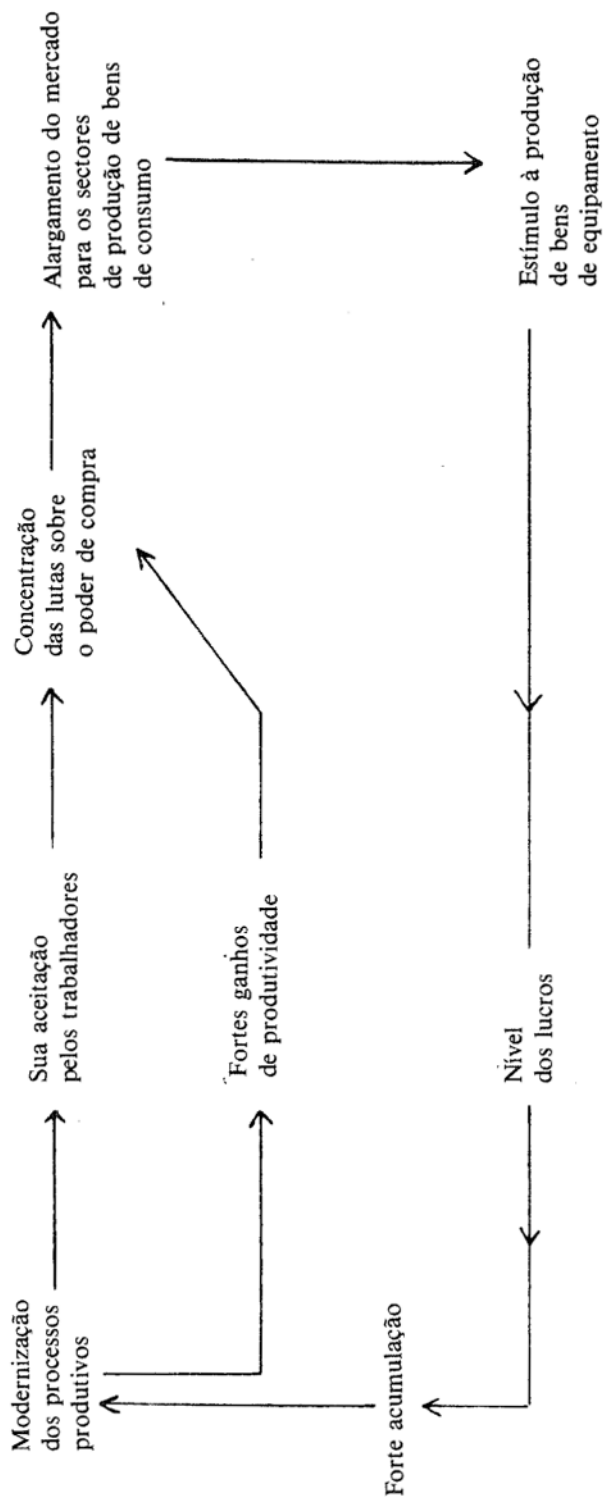 Modernização
dos processos
produtivos
Sua aceitação
pelos trabalhadores
Concentração
das lutas sobre
o poder de compra
Alargamento do mercado
para os sectores
de produção de bens
de consumo
Fortes ganhos
de produtividade
Forte acumulação
Nível
dos lucros
Estímulo à produção
de bens
de equipamento